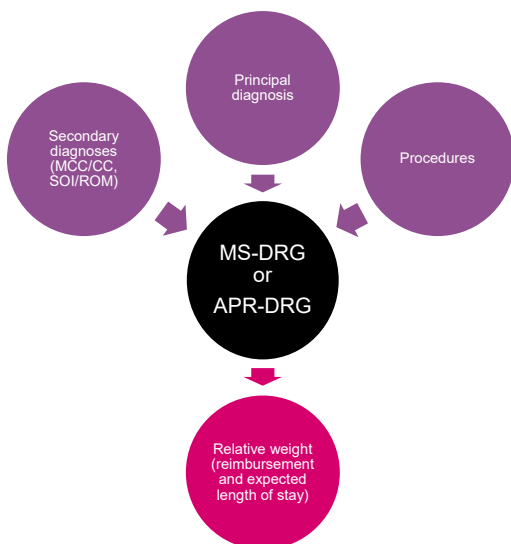 Principal
diagnosis
Secondary
diagnoses
(MCC/CC,
SOI/ROM)
Procedures
MS-DRG
or
APR-DRG
Relative weight
(reimbursement
and expected
length of stay)